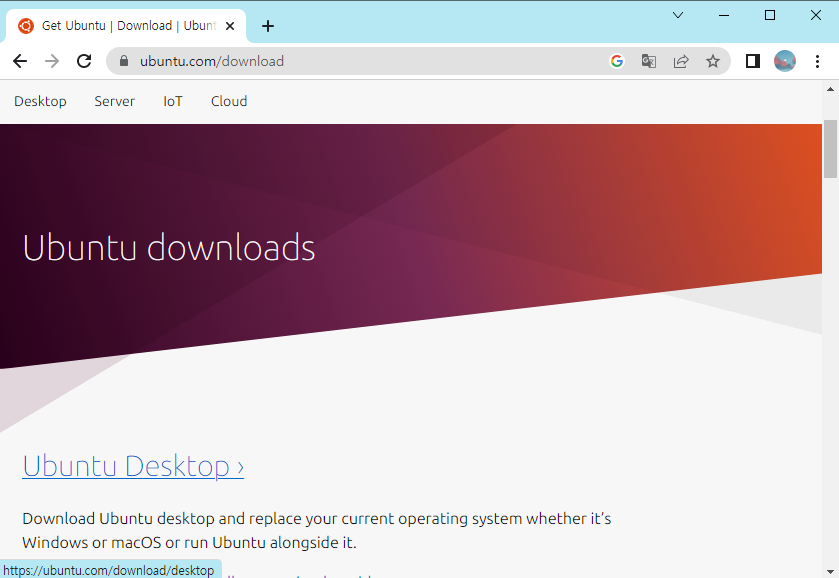 Get Ubuntu | Download | Ubunt
ubuntu.com/download
Desktop Server IoT Cloud
Ubuntu downloads
Ubuntu Desktop ›
Download Ubuntu desktop and replace your current operating system whether it's
Windows or macOS or run Ubuntu alongside it.
https://ubuntu.com/download/desktop